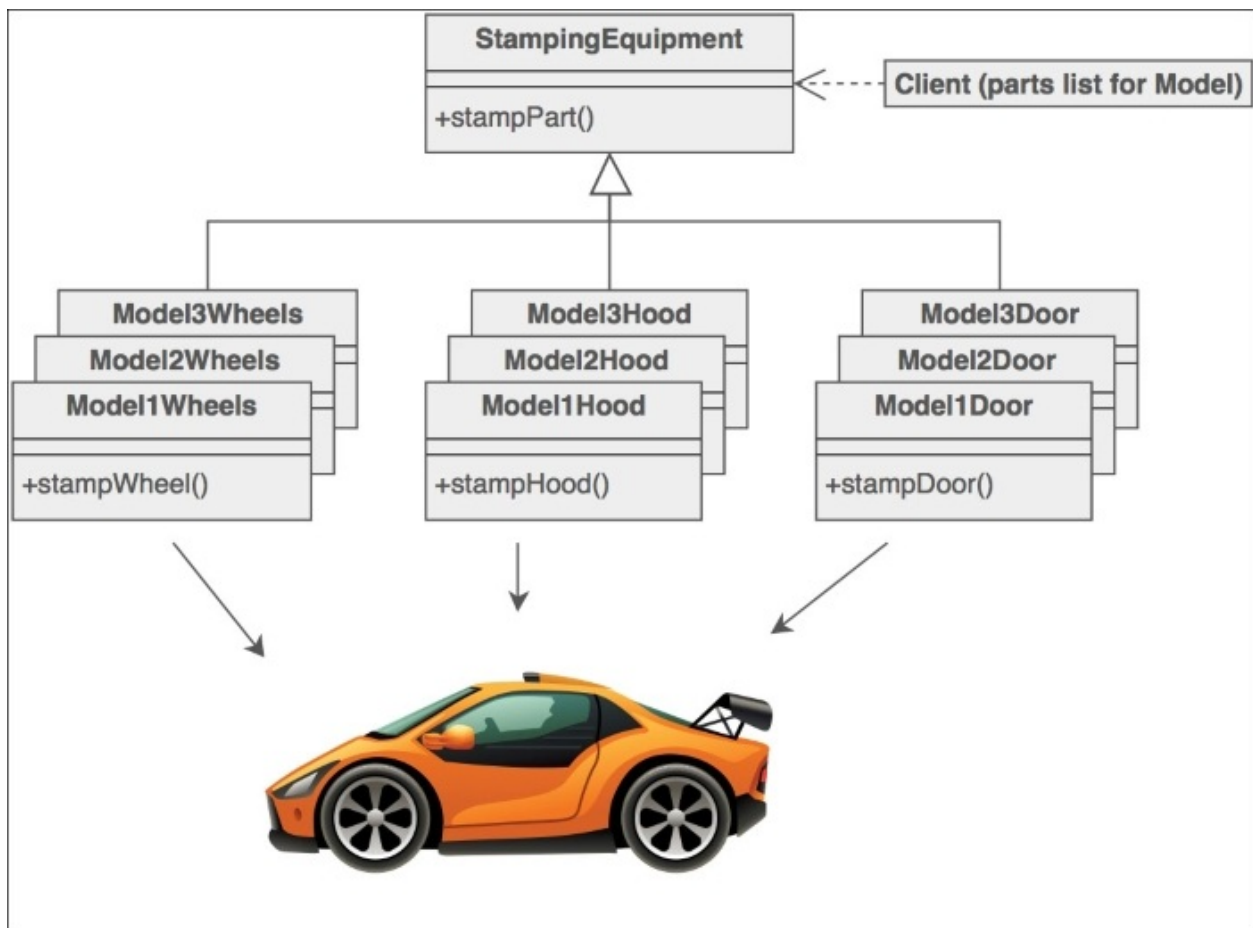 StampingEquipment
Client (parts list for Model)
+stampPart()
Model3Wheels
Model3Hood
Model3Door
Model2Wheels
Model2Hood
Model2Door
Model1Wheels
Model1Hood
Model1Door
+stampWheel()
+stampHood()
+stampDoor()